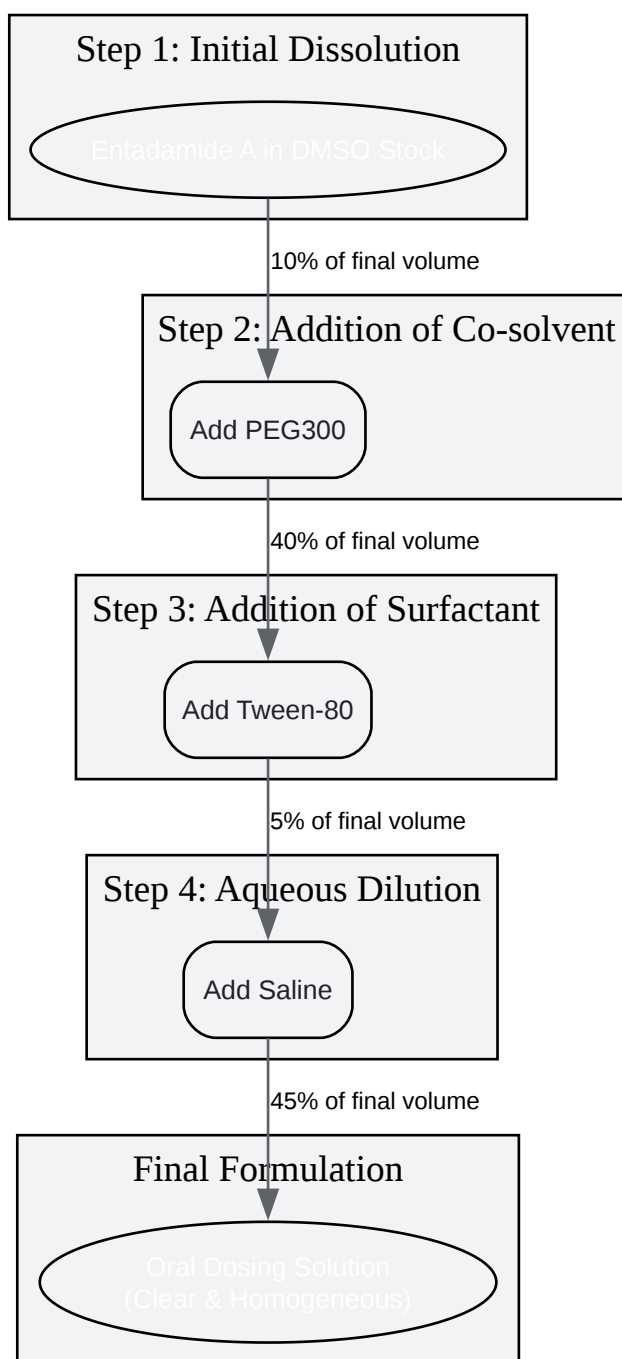 Step 1: Initial Dissolution
Entadamide A in DMSO Stock
10% of final volume
Step 2: Addition of Co-solvent
Add PEG300
40% of final volume
Step 3: Addition of Surfactant
Add Tween-80
5% of final volume
Step 4: Aqueous Dilution
Add Saline
45% of final volume
Final Formulation
Oral Dosing Solution
(Clear & Homogeneous)